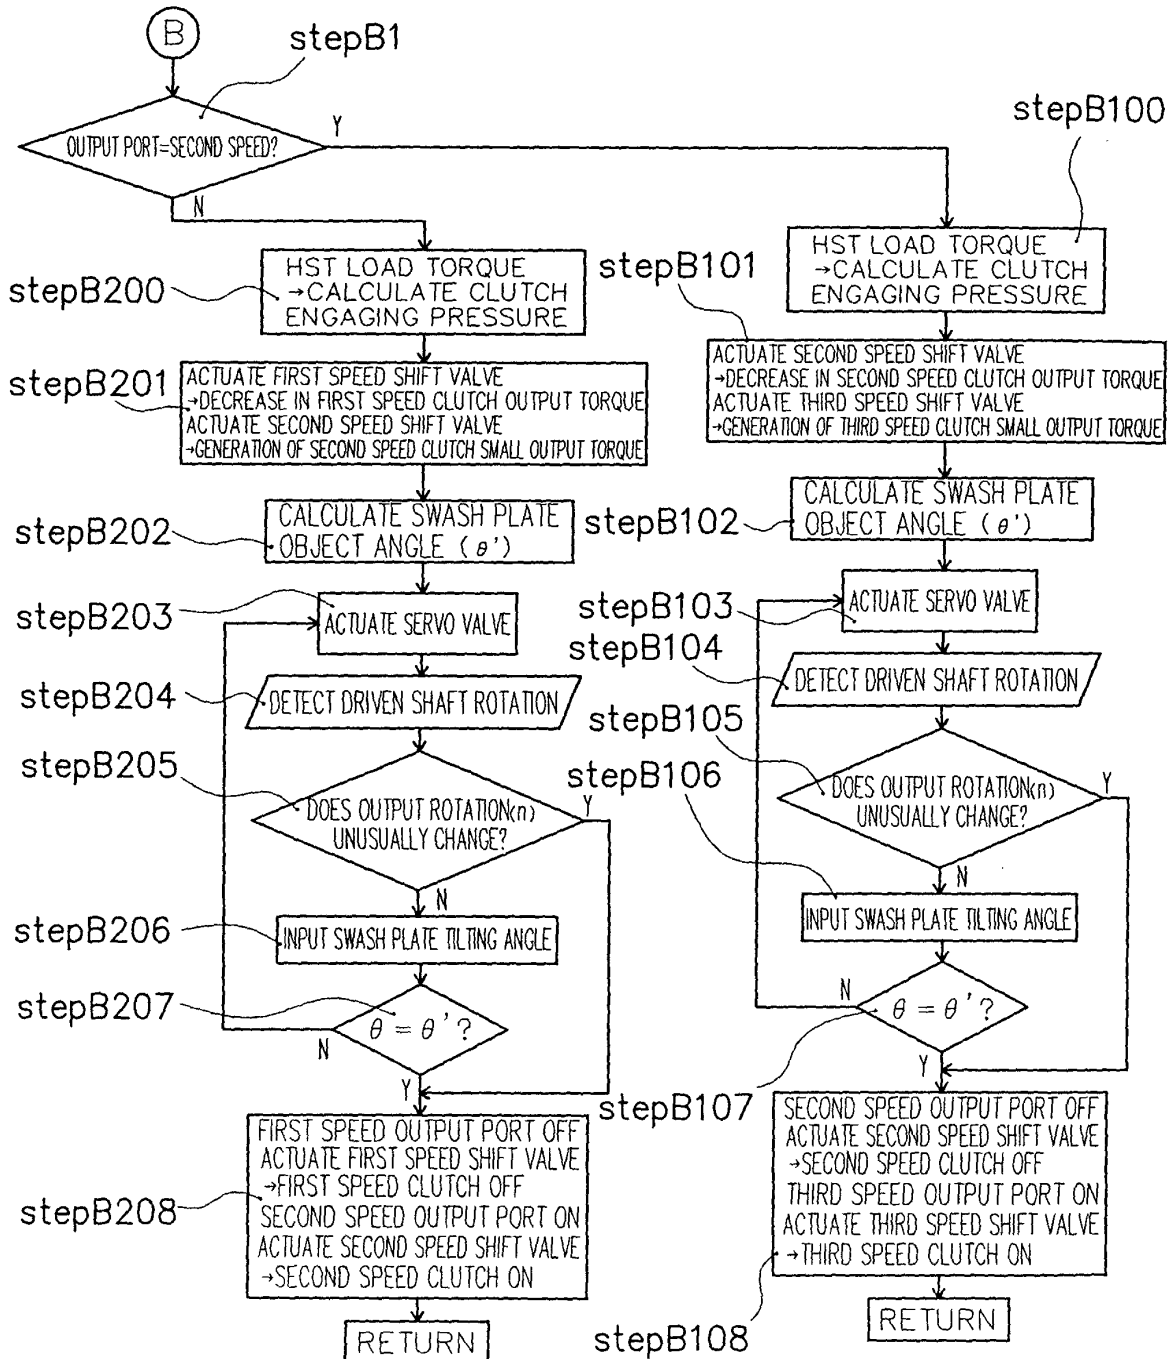 B
stepB1
OUTPUT PORT=SECOND SPEED?
Y
N
stepB200
HST LOAD TORQUE
→CALCULATE CLUTCH
ENGAGING PRESSURE
stepB201
ACTUATE FIRST SPEED SHIFT VALVE
→DECREASE IN FIRST SPEED CLUTCH OUTPUT TORQUE
ACTUATE SECOND SPEED SHIFT VALVE
→GENERATION OF SECOND SPEED CLUTCH SMALL OUTPUT TORQUE
stepB202
CALCULATE SWASH PLATE
OBJECT ANGLE (θ')
stepB203
ACTUATE SERVO VALVE
stepB204
DETECT DRIVEN SHAFT ROTATION
stepB205
DOES OUTPUT ROTATION(n)
UNUSUALLY CHANGE?
Y
N
stepB206
INPUT SWASH PLATE TILTING ANGLE
stepB207
θ = θ'?
N
Y
FIRST SPEED OUTPUT PORT OFF
ACTUATE FIRST SPEED SHIFT VALVE
→FIRST SPEED CLUTCH OFF
stepB208
SECOND SPEED OUTPUT PORT ON
ACTUATE SECOND SPEED SHIFT VALVE
→SECOND SPEED CLUTCH ON
RETURN
stepB100
HST LOAD TORQUE
→CALCULATE CLUTCH
ENGAGING PRESSURE
stepB101
ACTUATE SECOND SPEED SHIFT VALVE
→DECREASE IN SECOND SPEED CLUTCH OUTPUT TORQUE
ACTUATE THIRD SPEED SHIFT VALVE
→GENERATION OF THIRD SPEED CLUTCH SMALL OUTPUT TORQUE
stepB102
CALCULATE SWASH PLATE
OBJECT ANGLE (θ')
stepB103
ACTUATE SERVO VALVE
stepB104
DETECT DRIVEN SHAFT ROTATION
stepB105
DOES OUTPUT ROTATION(n)
UNUSUALLY CHANGE?
Y
N
stepB106
INPUT SWASH PLATE TILTING ANGLE
θ = θ'?
N
Y
stepB107
SECOND SPEED OUTPUT PORT OFF
ACTUATE SECOND SPEED SHIFT VALVE
→SECOND SPEED CLUTCH OFF
THIRD SPEED OUTPUT PORT ON
ACTUATE THIRD SPEED SHIFT VALVE
→THIRD SPEED CLUTCH ON
stepB108
RETURN